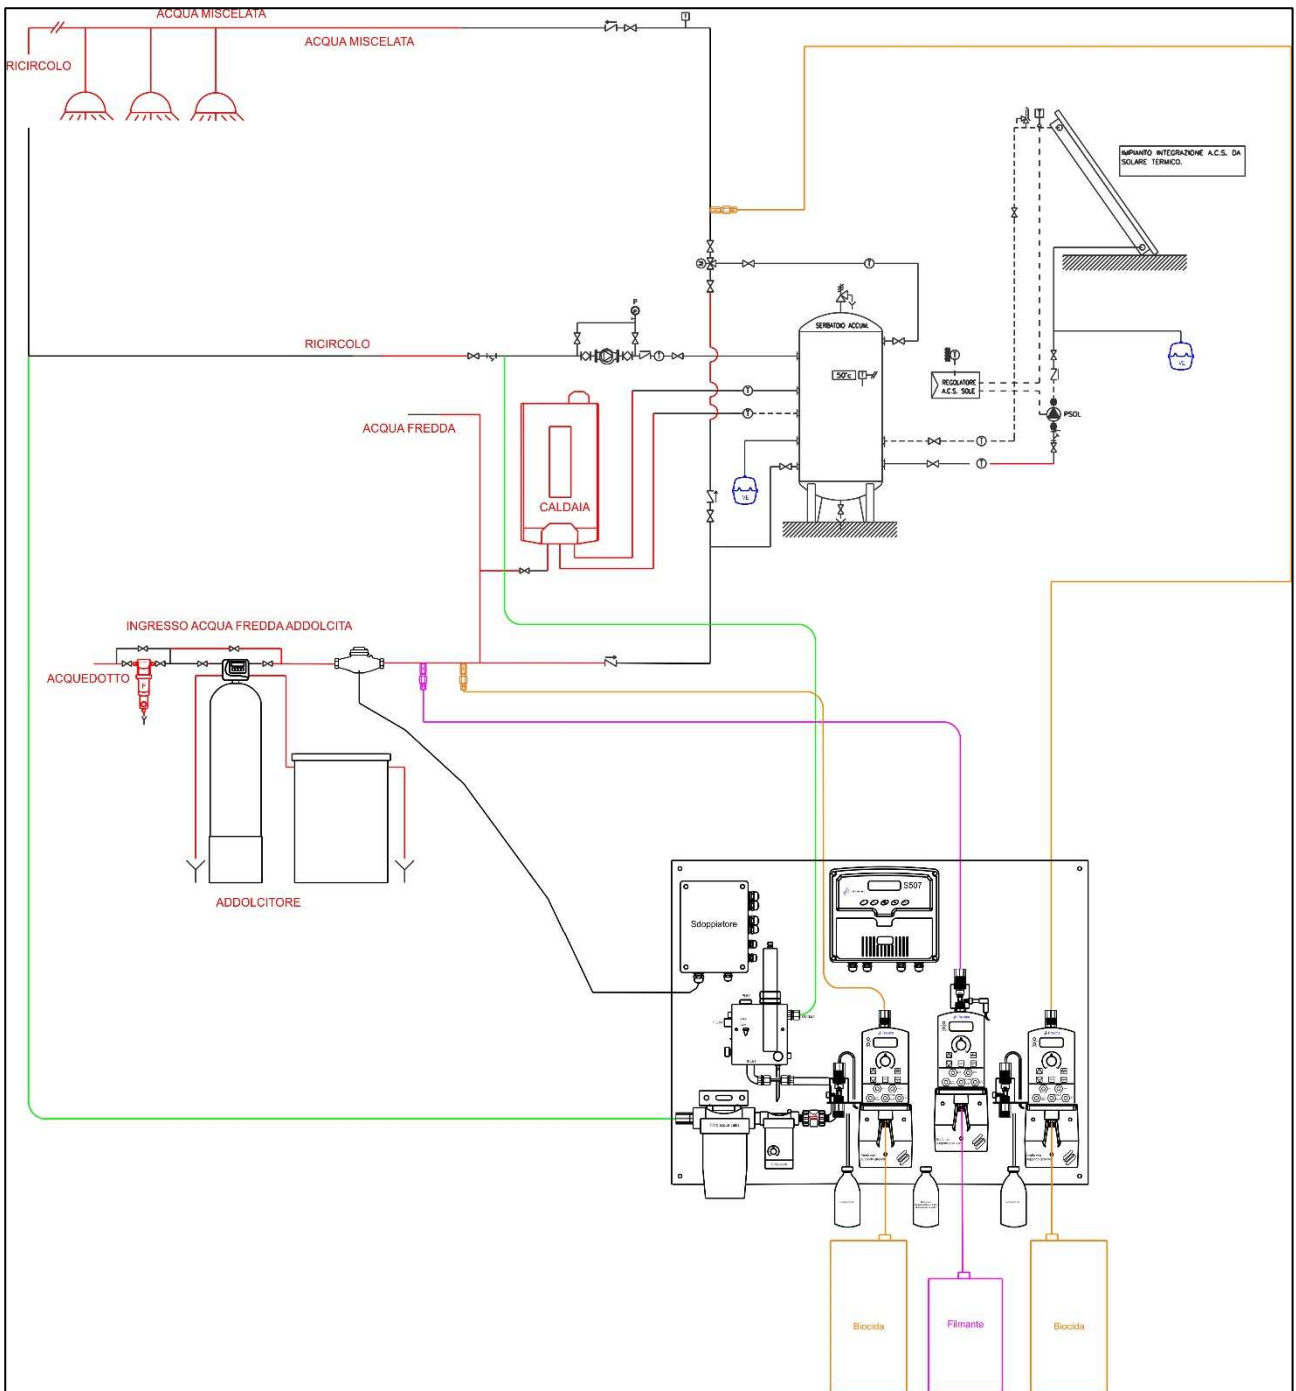 ACQUA MISCELATA
ACQUA MISCELATA
T
RICIRCOLO
T
IMPIANTO INTEGRAZIONE A.C.S. DA
SOLARE TERMICO.
M
T
P
SERBATOIO ACCUM.
RICIRCOLO
T
50°c
T
T
REGOLATORE
A.C.S. SOLE
V.E.
T
T
PSOL
ACQUA FREDDA
T
T
CALDAIA
V.E.
INGRESSO ACQUA FREDDA ADDOLCITA
ACQUEDOTTO
F
ADDOLCITORE
Sdoppiatore
S507
Biocida
Filmante
Biocida